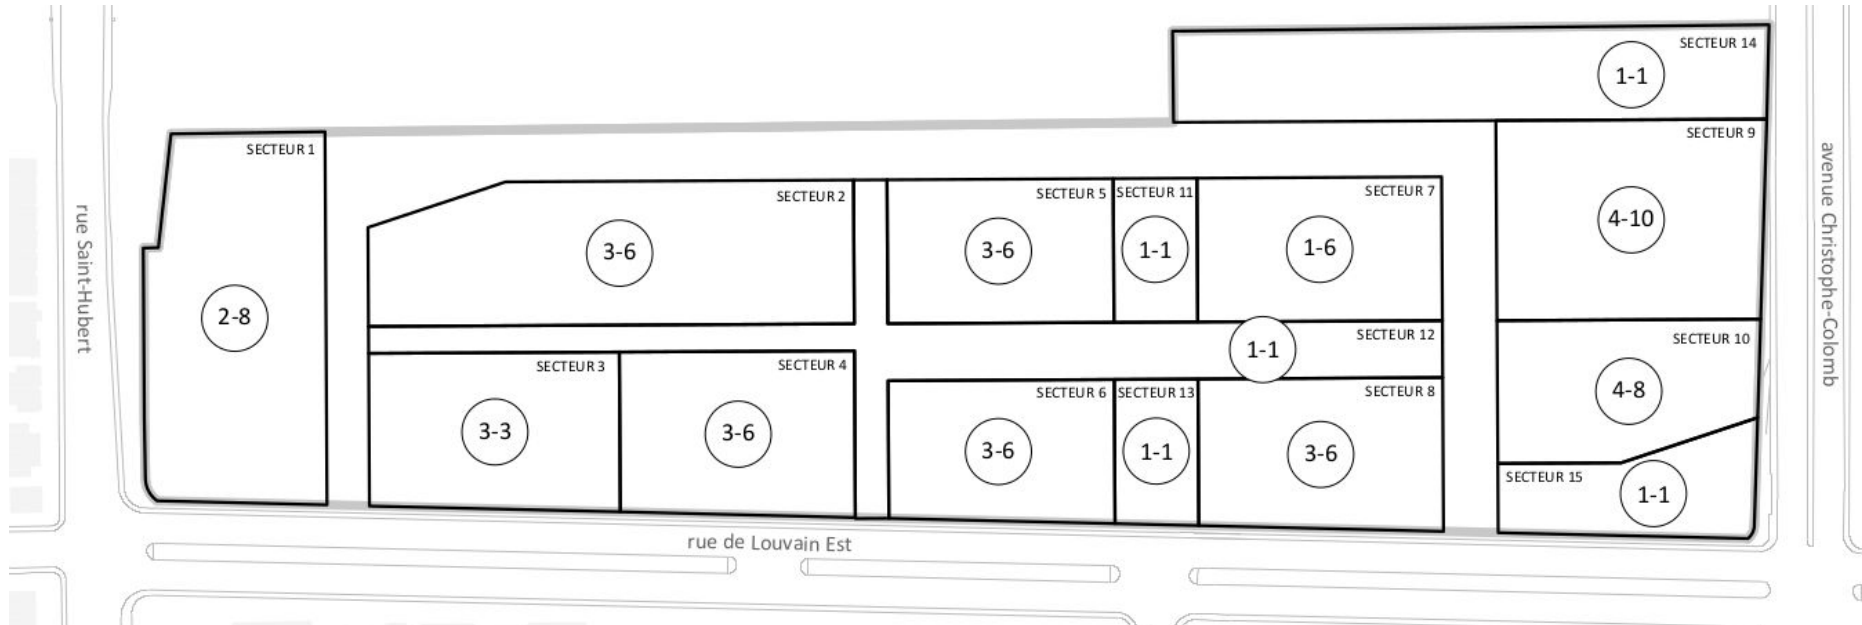 SECTEUR 14
1-1
SECTEUR 1
2-8
SECTEUR 2
3-6
SECTEUR 5
3-6
SECTEUR 11
1-1
SECTEUR 7
1-6
SECTEUR 9
4-10
SECTEUR 12
1-1
SECTEUR 3
3-3
SECTEUR 4
3-6
SECTEUR 6
3-6
SECTEUR 13
1-1
SECTEUR 8
3-6
SECTEUR 10
4-8
SECTEUR 15
1-1
rue Saint-Hubert
avenue Christophe-Colomb
rue de Louvain Est